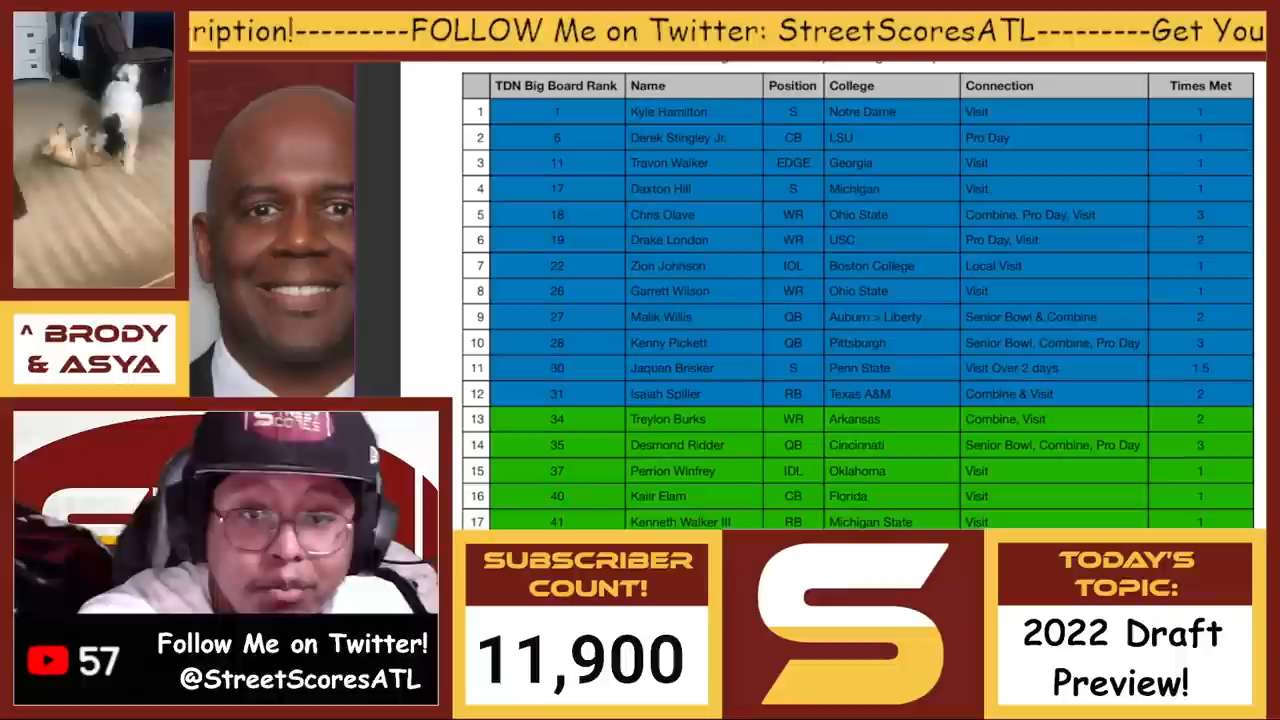 ription!---------FOLLOW Me on Twitter: StreetScoresATL---------Get You
TDN Big Board Rank Name Position College Connection Times Met
1 1 Kyle Hamilton S Notre Dame Visit 1
2 6 Derek Stingley Jr. CB LSU Pro Day 1
3 11 Travon Walker EDGE Georgia Visit 1
4 17 Daxton Hill S Michigan Visit 1
5 18 Chris Olave WR Ohio State Combine, Pro Day, Visit 3
6 19 Drake London WR USC Pro Day, Visit 2
7 22 Zion Johnson IOL Boston College Local Visit 1
8 26 Garrett Wilson WR Ohio State Visit 1
9 27 Malik Willis QB Auburn > Liberty Senior Bowl & Combine 2
10 28 Kenny Pickett QB Pittsburgh Senior Bowl, Combine, Pro Day 3
11 30 Jaquan Brisker S Penn State Visit Over 2 days 1.5
12 31 Isaiah Spiller RB Texas A&M Combine & Visit 2
13 34 Treylon Burks WR Arkansas Combine, Visit 2
14 35 Desmond Ridder QB Cincinnati Senior Bowl, Combine, Pro Day 3
15 37 Perrion Winfrey IDL Oklahoma Visit 1
16 40 Kaiir Elam CB Florida Visit 1
17 41 Kenneth Walker III RB Michigan State Visit 1
^ BRODY
& ASYA
57
Follow Me on Twitter!
@StreetScoresATL
SUBSCRIBER
COUNT!
11,900
S
TODAY'S
TOPIC:
2022 Draft
Preview!